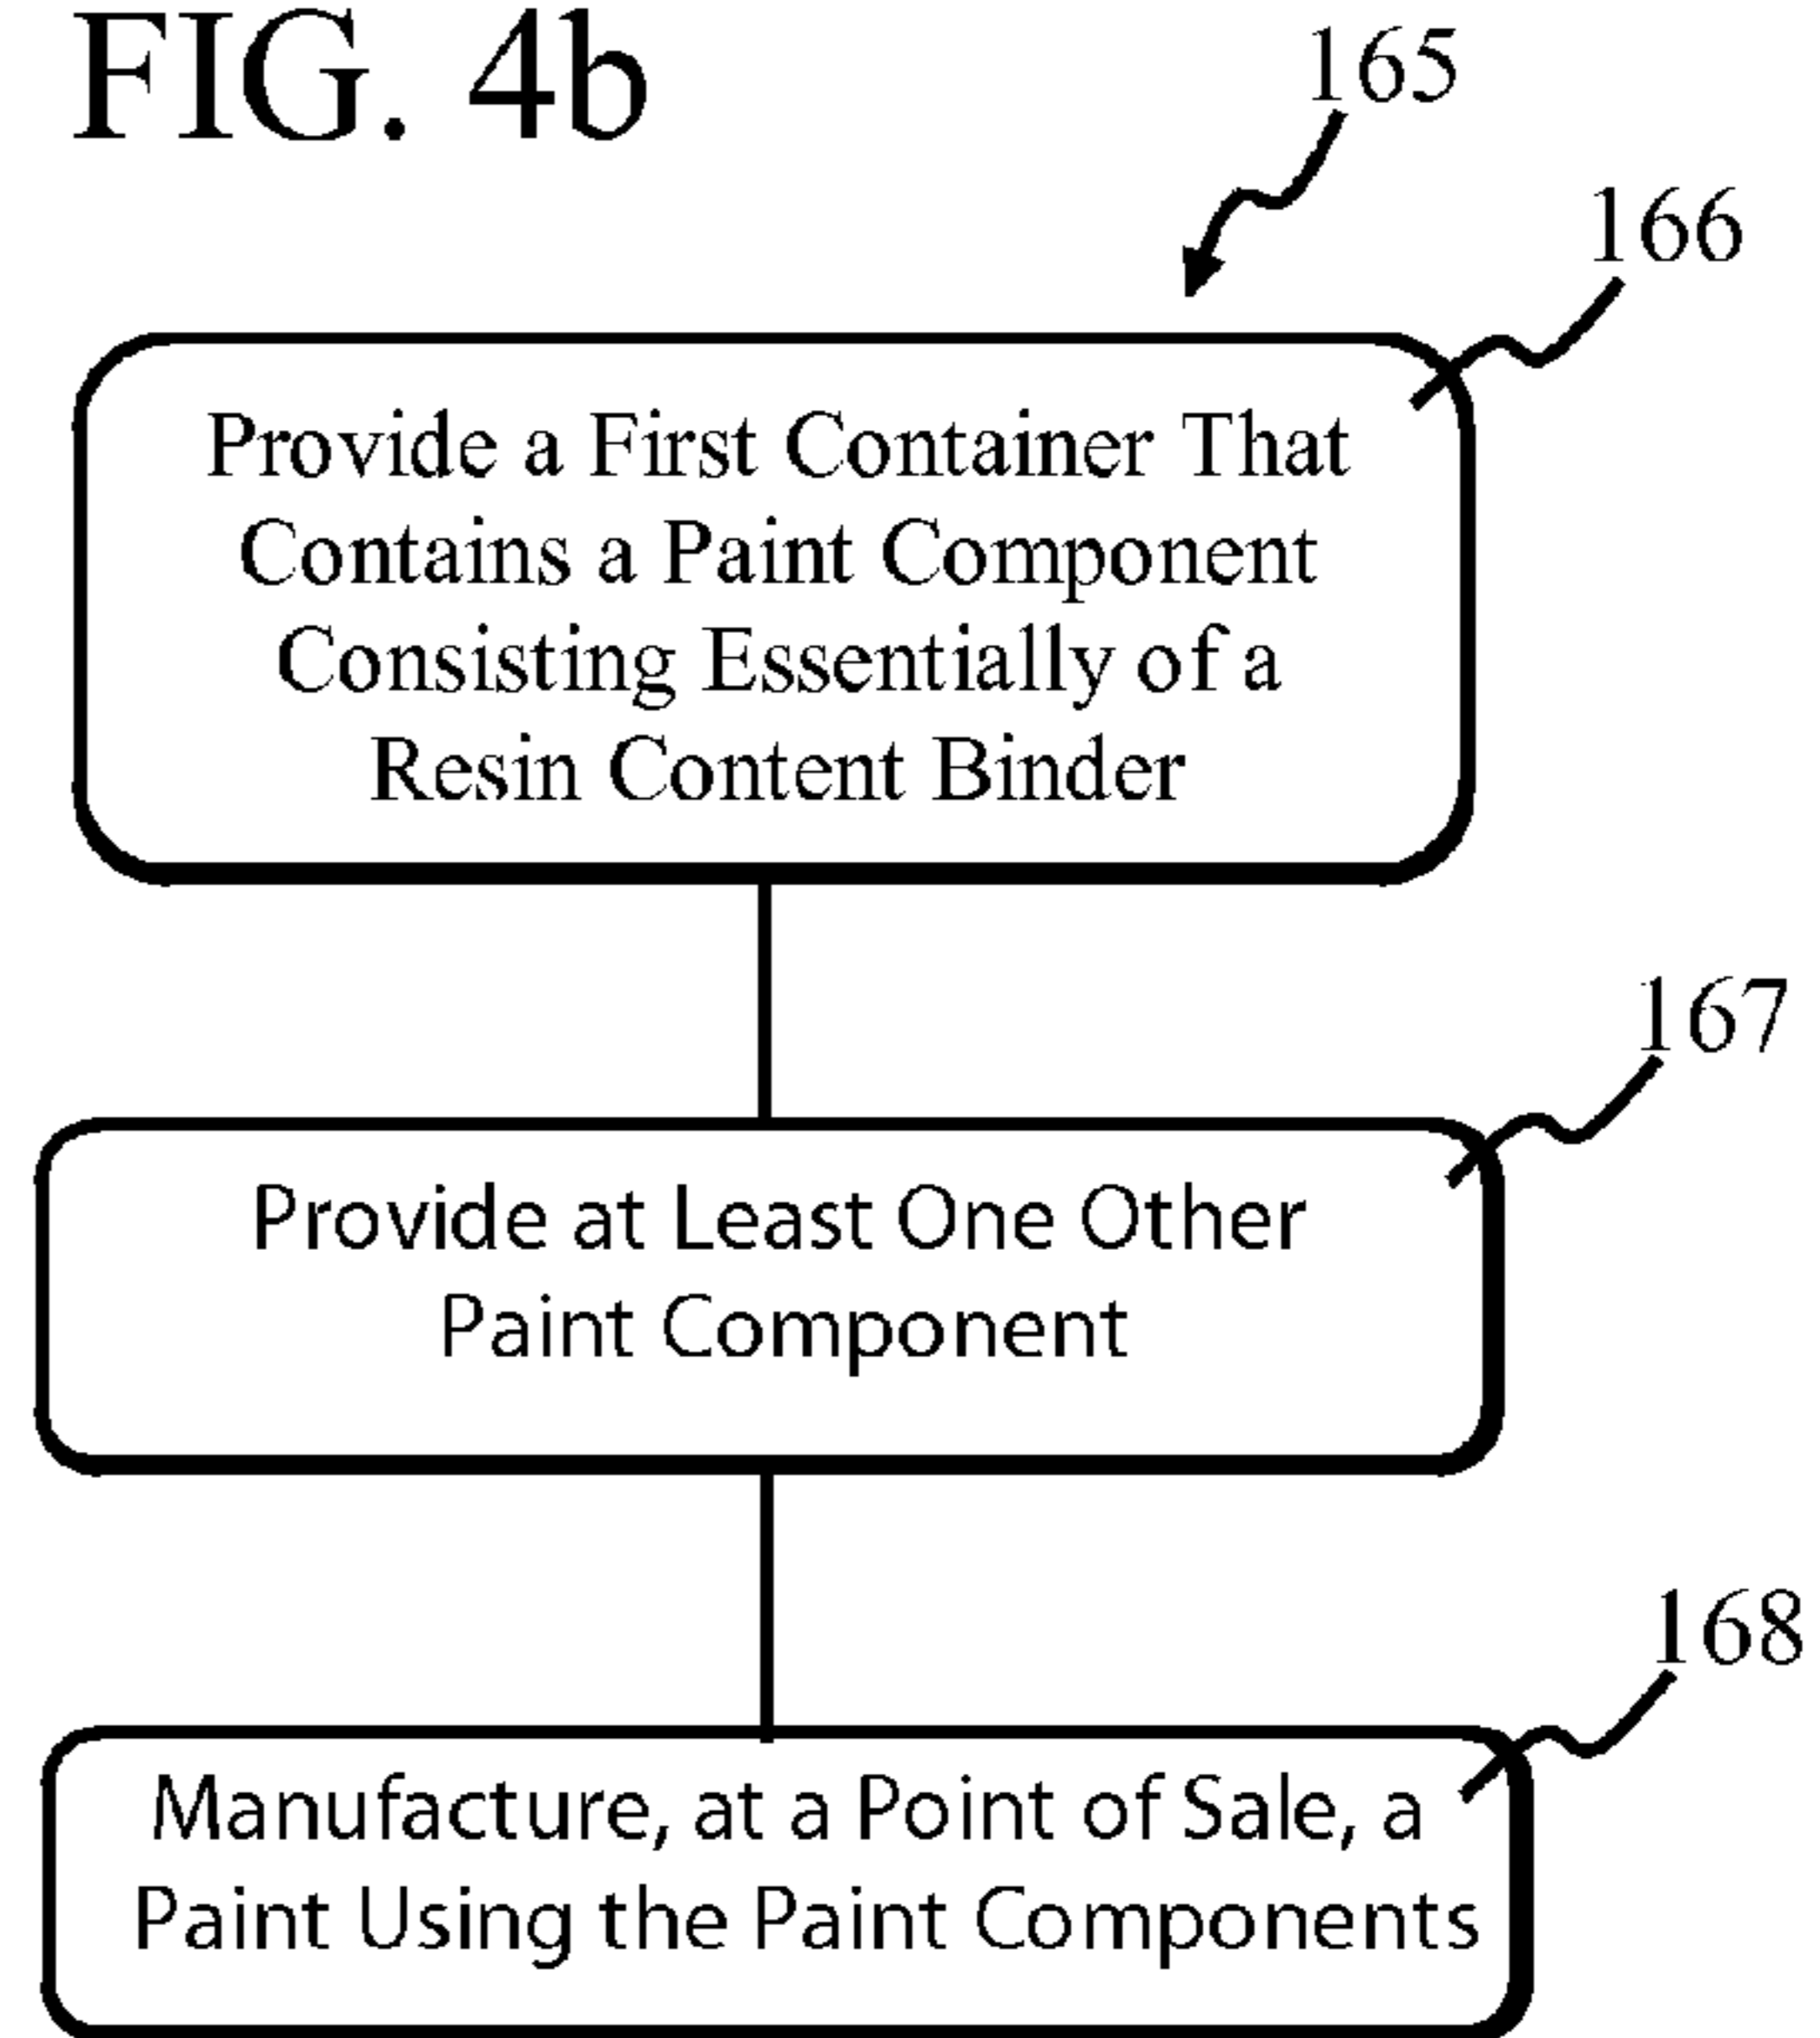 FIG. 4b
165
166
Provide a First Container That
Contains a Paint Component
Consisting Essentially of a
Resin Content Binder
167
Provide at Least One Other
Paint Component
168
Manufacture, at a Point of Sale, a
Paint Using the Paint Components